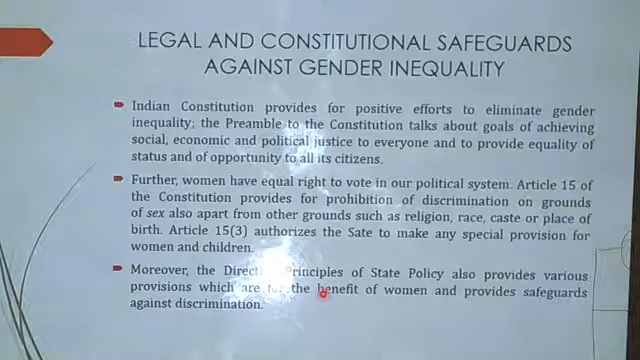 LEGAL AND CONSTITUTIONAL SAFEGUARDS
AGAINST GENDER INEQUALITY
Indian Constitution provides for positive efforts to eliminate gender
inequality; the Preamble to the Constitution talks about goals of achieving
social, economic and political justice to everyone and to provide equality of
status and of opportunity to all its citizens.
Further, women have equal right to vote in our political system. Article 15 of
the Constitution provides for prohibition of discrimination on grounds
of sex also apart from other grounds such as religion, race, caste or place of
birth. Article 15(3) authorizes the Sate to make any special provision for
women and children.
Moreover, the Principles of State Policy also provides various
provisions which are the benefit of women and provides safeguards
against discrimination.